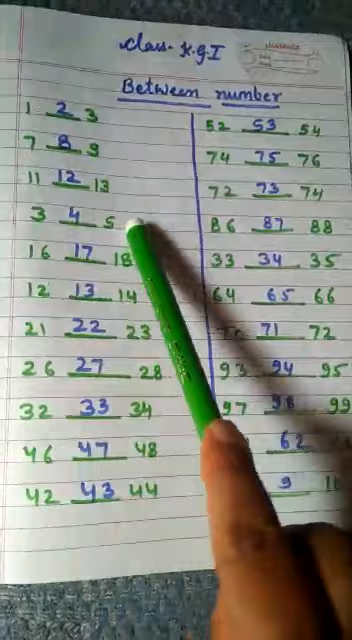 Class- K.G I
Between number
1 2 3
7 8 9
11 12 13
3 4 5
16 17 18
12 13 14
21 22 23
26 27 28
32 33 34
46 47 48
42 43 44
52 53 54
74 75 76
72 73 74
86 87 88
33 34 35
64 65 66
71 72
93 94 95
97 98 99
62
9